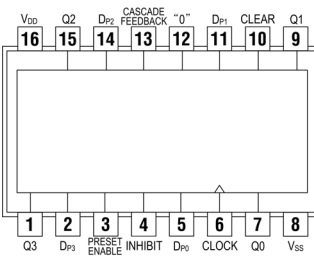 VDD Q2 DP2 CASCADE FEEDBACK "0" DP1 CLEAR Q1
16 15 14 13 12 11 10 9
1 2 3 4 5 6 7 8
Q3 DP3 PRESET ENABLE INHIBIT DP0 CLOCK Q0 VSS